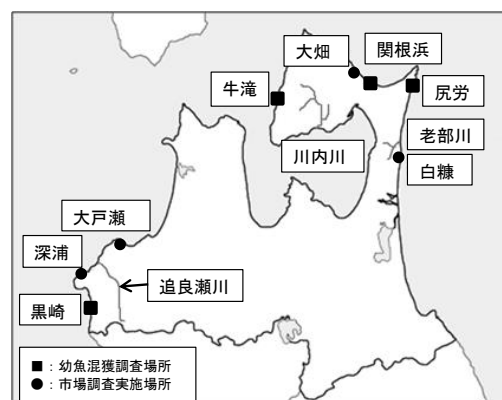 大畑
関根浜
牛滝
尻労
老部川
川内川
白糠
大戸瀬
深浦
追良瀬川
黒崎
■：幼魚混獲調査場所
●：市場調査実施場所